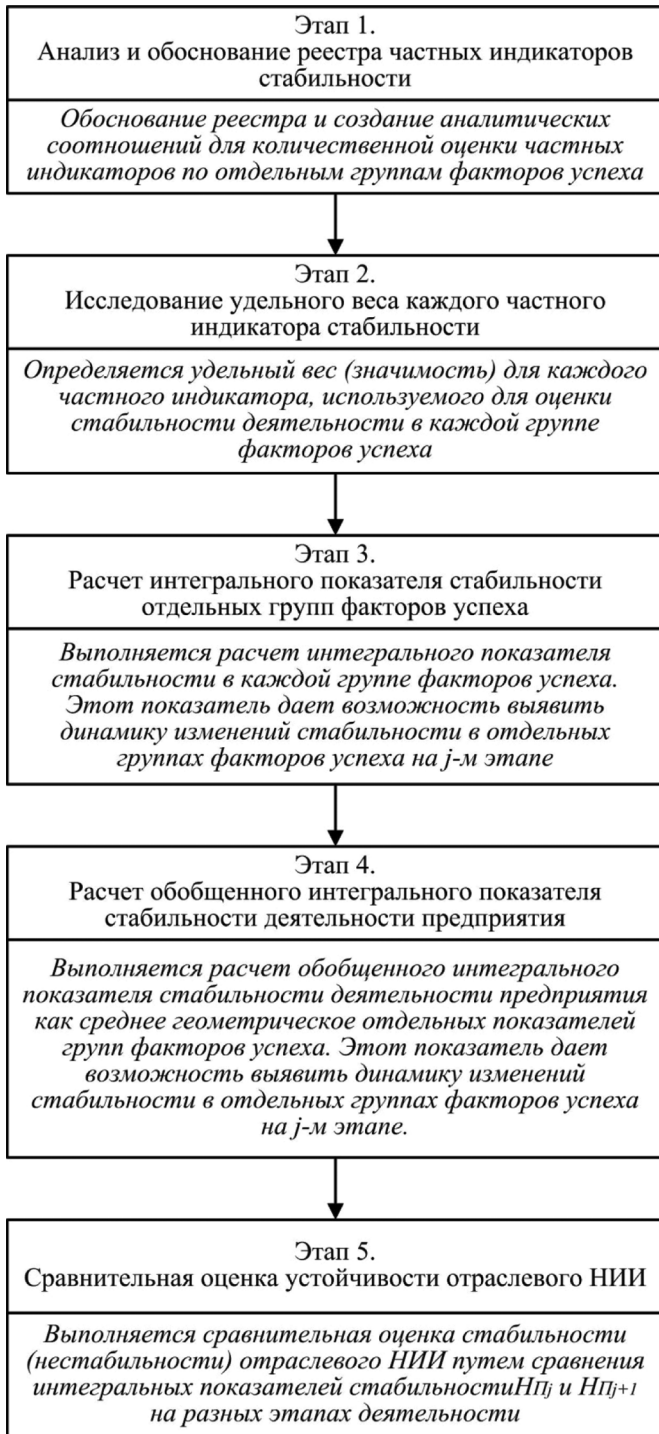 Этап 1.
Анализ и обоснование реестра частных индикаторов
стабильности
Обоснование реестра и создание аналитических
соотношений для количественной оценки частных
индикаторов по отдельным группам факторов успеха
Этап 2.
Исследование удельного веса каждого частного
индикатора стабильности
Определяется удельный вес (значимость) для каждого
частного индикатора, используемого для оценки
стабильности деятельности в каждой группе
факторов успеха
Этап 3.
Расчет интегрального показателя стабильности
отдельных групп факторов успеха
Выполняется расчет интегрального показателя
стабильности в каждой группе факторов успеха.
Этот показатель дает возможность выявить
динамику изменений стабильности в отдельных
группах факторов успеха на j-м этапе
Этап 4.
Расчет обобщенного интегрального показателя
стабильности деятельности предприятия
Выполняется расчет обобщенного интегрального
показателя стабильности деятельности предприятия
как среднее геометрическое отдельных показателей
групп факторов успеха. Этот показатель дает
возможность выявить динамику изменений
стабильности в отдельных группах факторов успеха
на j-м этапе.
Этап 5.
Сравнительная оценка устойчивости отраслевого НИИ
Выполняется сравнительная оценка стабильности
(нестабильности) отраслевого НИИ путем сравнения
интегральных показателей стабильностиHПj и HПj+1
на разных этапах деятельности